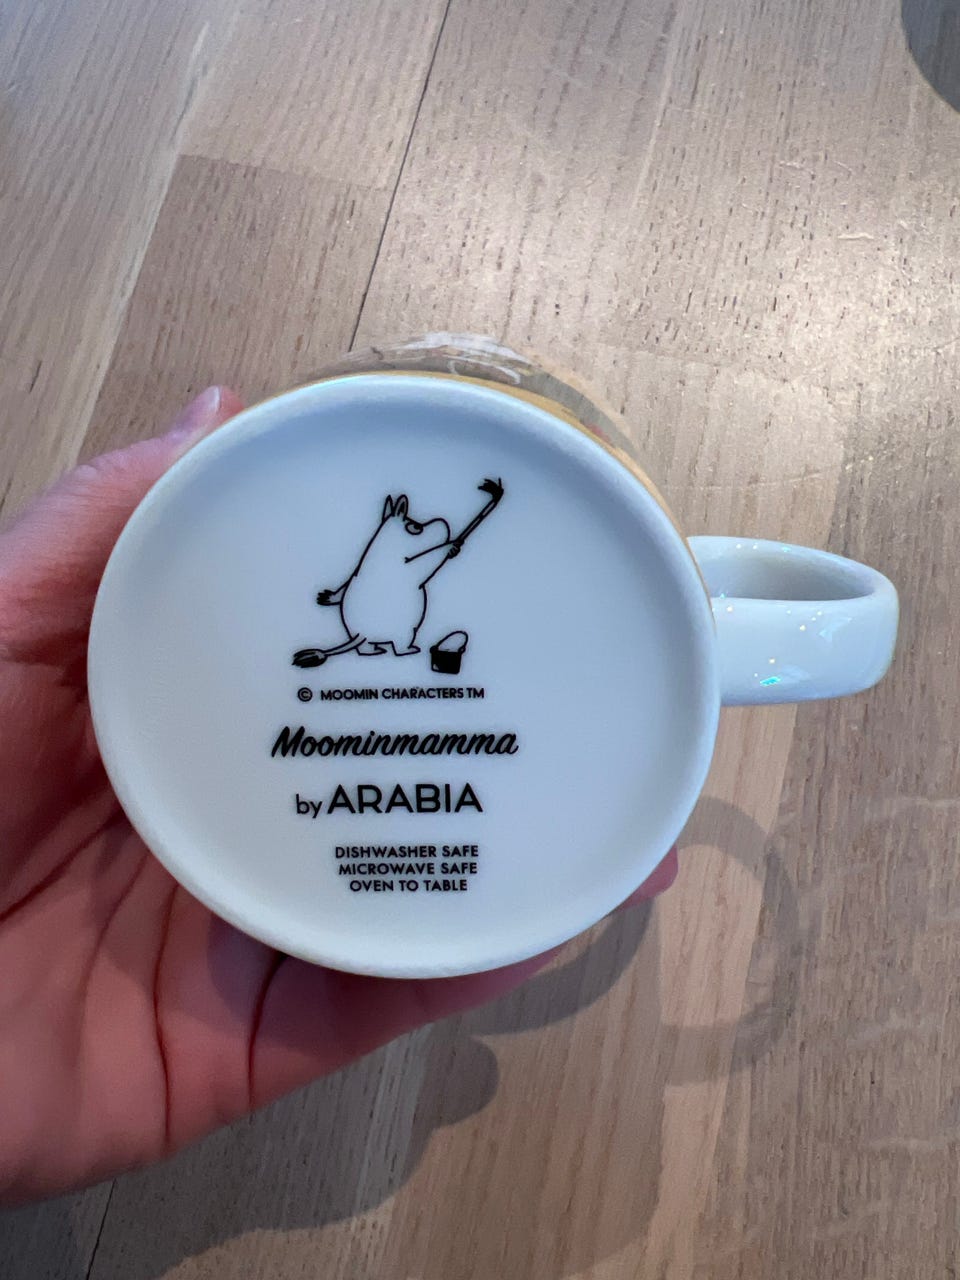 © MOOMIN CHARACTERS TM
Moominmamma
by ARABIA
DISHWASHER SAFE
MICROWAVE SAFE
OVEN TO TABLE